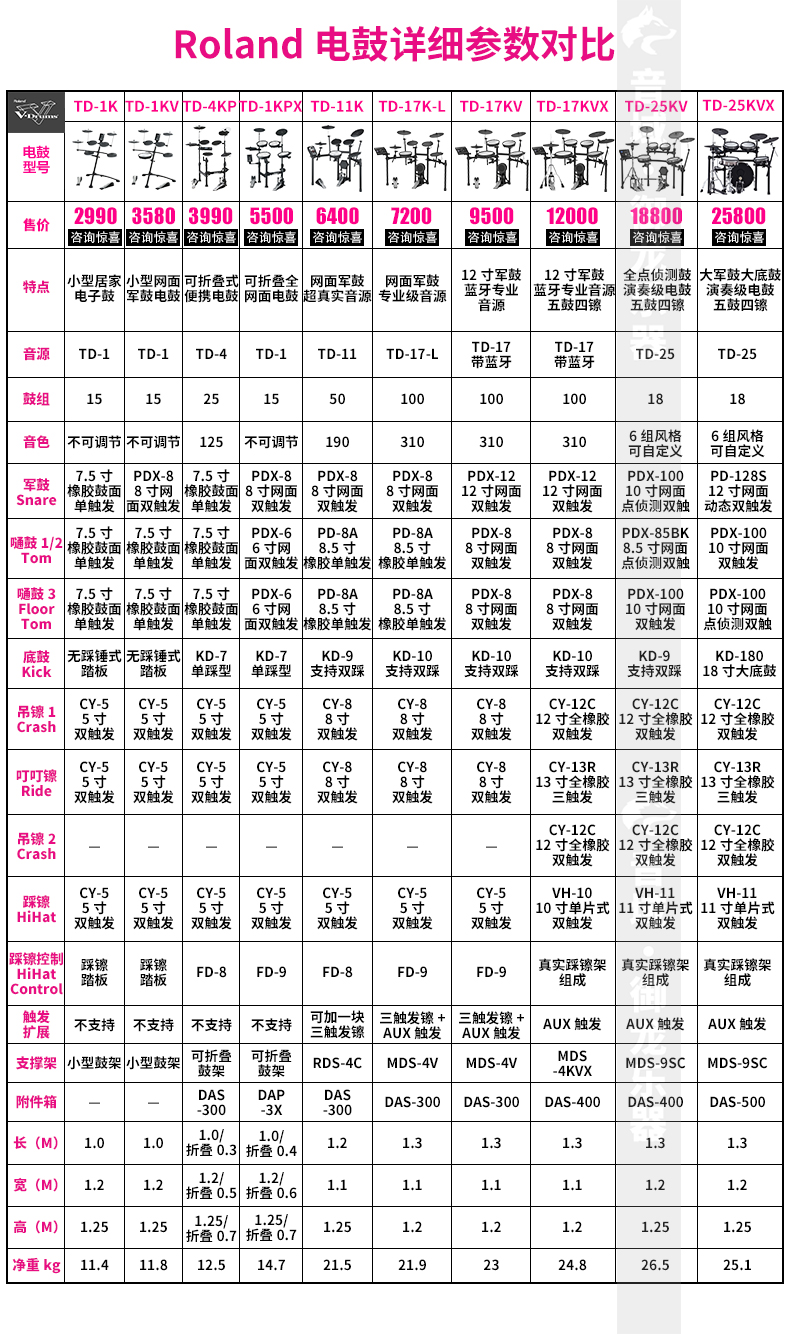 Roland 电鼓详细参数对比
Roland
V-Drums
TD-1K TD-1KV TD-4KP TD-1KPX TD-11K TD-17K-L TD-17KV TD-17KVX TD-25KV TD-25KVX
电鼓
型号
售价 2990 3580 3990 5500 6400 7200 9500 12000 18800 25800
咨询惊喜 咨询惊喜 咨询惊喜 咨询惊喜 咨询惊喜 咨询惊喜 咨询惊喜 咨询惊喜 咨询惊喜 咨询惊喜
特点
小型居家
电子鼓
小型网面
军鼓电鼓
可折叠式
便携电鼓
可折叠全
网面电鼓
网面军鼓
超真实音源
网面军鼓
专业级音源
12 寸军鼓
蓝牙专业
音源
12 寸军鼓
蓝牙专业音源
五鼓四镲
全点侦测鼓
演奏级电鼓
五鼓四镲
大军鼓大底鼓
演奏级电鼓
五鼓四镲
音源
TD-1
TD-1
TD-4
TD-1
TD-11
TD-17-L
TD-17
带蓝牙
TD-17
带蓝牙
TD-25
TD-25
鼓组 15 15 25 15 50 100 100 100 18 18
音色
不可调节
不可调节
125
不可调节
190
310
310
310
6 组风格
可自定义
6 组风格
可自定义
军鼓
Snare
7.5 寸
橡胶鼓面
单触发
PDX-8
8 寸网
面双触发
7.5 寸
橡胶鼓面
单触发
PDX-8
8 寸网面
双触发
PDX-8
8 寸网面
双触发
PDX-8
8 寸网面
双触发
PDX-12
12 寸网面
双触发
PDX-12
12 寸网面
双触发
PDX-100
10 寸网面
点侦测双触
PD-128S
12 寸网面
动态双触发
嗵鼓 1/2
Tom
7.5 寸
橡胶鼓面
单触发
7.5 寸
橡胶鼓面
单触发
7.5 寸
橡胶鼓面
单触发
PDX-6
6 寸网
面双触发
PD-8A
8.5 寸
橡胶单触发
PD-8A
8.5 寸
橡胶单触发
PDX-8
8 寸网面
双触发
PDX-8
8 寸网面
双触发
PDX-85BK
8.5 寸网面
点侦测双触
PDX-100
10 寸网面
双触发
嗵鼓 3
Floor
Tom
7.5 寸
橡胶鼓面
单触发
7.5 寸
橡胶鼓面
单触发
7.5 寸
橡胶鼓面
单触发
PDX-6
6 寸网
面双触发
PD-8A
8.5 寸
橡胶单触发
PD-8A
8.5 寸
橡胶单触发
PDX-8
8 寸网面
双触发
PDX-8
8 寸网面
双触发
PDX-100
10 寸网面
双触发
PDX-100
10 寸网面
点侦测双触
底鼓
Kick
无踩锤式
踏板
无踩锤式
踏板
KD-7
单踩型
KD-7
单踩型
KD-9
支持双踩
KD-10
支持双踩
KD-10
支持双踩
KD-10
支持双踩
KD-9
支持双踩
KD-180
18 寸大底鼓
吊镲 1
Crash
CY-5
5 寸
双触发
CY-5
5 寸
双触发
CY-5
5 寸
双触发
CY-5
5 寸
双触发
CY-8
8 寸
双触发
CY-8
8 寸
双触发
CY-8
8 寸
双触发
CY-12C
12 寸全橡胶
双触发
CY-12C
12 寸全橡胶
双触发
CY-12C
12 寸全橡胶
双触发
叮叮镲
Ride
CY-5
5 寸
双触发
CY-5
5 寸
双触发
CY-5
5 寸
双触发
CY-5
5 寸
双触发
CY-8
8 寸
双触发
CY-8
8 寸
双触发
CY-8
8 寸
双触发
CY-13R
13 寸全橡胶
三触发
CY-13R
13 寸全橡胶
三触发
CY-13R
13 寸全橡胶
三触发
吊镲 2
Crash
— — — — — — —
CY-12C
12 寸全橡胶
双触发
CY-12C
12 寸全橡胶
双触发
CY-12C
12 寸全橡胶
双触发
踩镲
HiHat
CY-5
5 寸
双触发
CY-5
5 寸
双触发
CY-5
5 寸
双触发
CY-5
5 寸
双触发
CY-5
5 寸
双触发
CY-5
5 寸
双触发
CY-5
5 寸
双触发
VH-10
10 寸单片式
双触发
VH-11
11 寸单片式
双触发
VH-11
11 寸单片式
双触发
踩镲控制
HiHat
Control
踩镲
踏板
踩镲
踏板
FD-8
FD-9
FD-8
FD-9
FD-9
真实踩镲架
组成
真实踩镲架
组成
真实踩镲架
组成
触发
扩展
不支持
不支持
不支持
不支持
可加一块
三触发镲
三触发镲 +
AUX 触发
三触发镲 +
AUX 触发
AUX 触发
AUX 触发
AUX 触发
支撑架
小型鼓架
小型鼓架
可折叠
鼓架
可折叠
鼓架
RDS-4C
MDS-4V
MDS-4V
MDS
-4KVX
MDS-9SC
MDS-9SC
附件箱
—
—
DAS
-300
DAP
-3X
DAS
-300
DAS-300
DAS-300
DAS-400
DAS-400
DAS-500
长（M）
1.0
1.0
1.0/
折叠 0.3
1.0/
折叠 0.4
1.2
1.3
1.3
1.3
1.3
1.3
宽（M）
1.2
1.2
1.2/
折叠 0.5
1.2/
折叠 0.6
1.1
1.1
1.1
1.1
1.2
1.2
高（M）
1.25
1.25
1.25/
折叠 0.7
1.25/
折叠 0.7
1.25
1.2
1.2
1.2
1.25
1.25
净重 kg 11.4 11.8 12.5 14.7 21.5 21.9 23 24.8 26.5 25.1